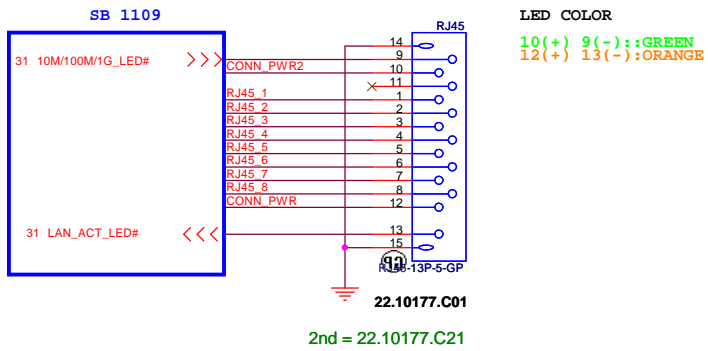 SB 1109
RJ45
LED COLOR
10(+) 9(-)::GREEN
12(+) 13(-):ORANGE
31 10M/100M/1G_LED#
31 LAN_ACT_LED#
14
9
CONN_PWR2 10
11
RJ45_1 1
RJ45_2 2
RJ45_3 3
RJ45_4 4
RJ45_5 5
RJ45_6 6
RJ45_7 7
RJ45_8 8
CONN_PWR 12
13
15
RJ45-13P-5-GP
22.10177.C01
2nd = 22.10177.C21